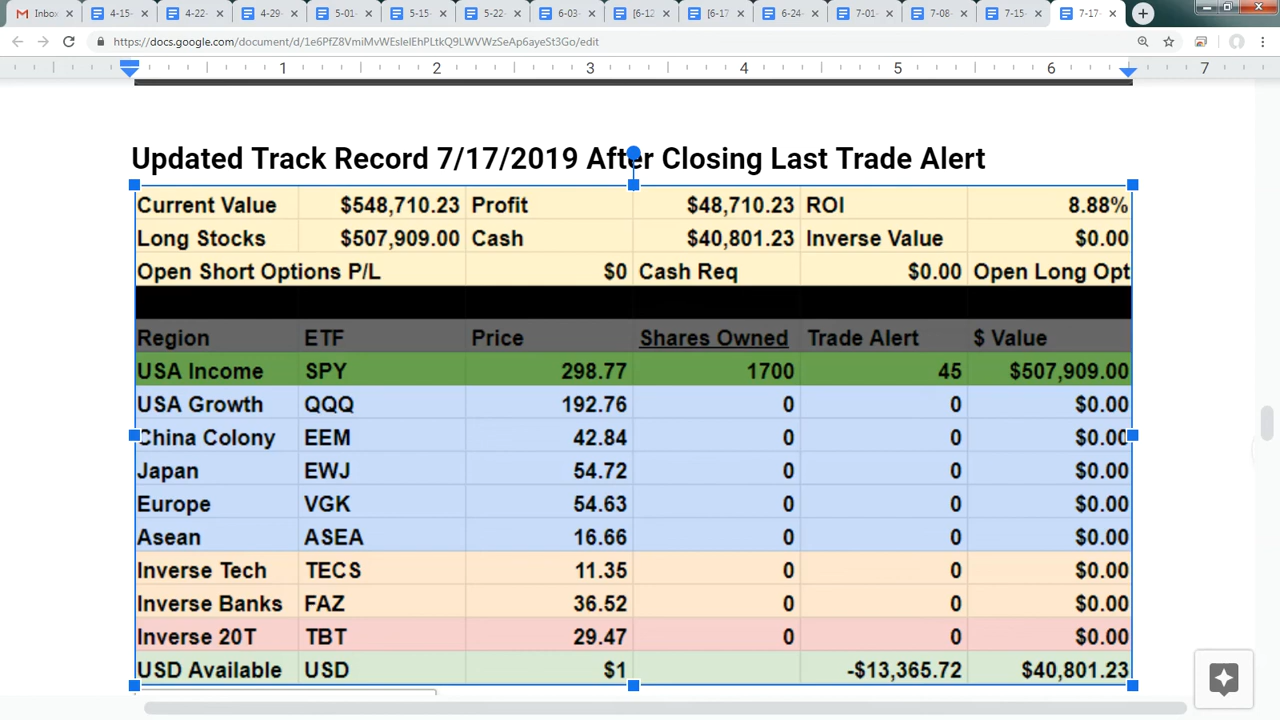 Inbox 4-15- 4-22- 4-29- 5-01- 5-15- 5-22- 6-03- [6-12 [6-17 6-24- 7-01- 7-08- 7-15- 7-17-
https://docs.google.com/document/d/1e6PfZ8VmiMvWEslelEhPLtkQ9LWVWzSeAp6ayeSt3Go/edit
1 2 3 4 5 6 7
Updated Track Record 7/17/2019 After Closing Last Trade Alert
Current Value $548,710.23 Profit $48,710.23 ROI 8.88%
Long Stocks $507,909.00 Cash $40,801.23 Inverse Value $0.00
Open Short Options P/L $0 Cash Req $0.00 Open Long Opt
Region ETF Price Shares Owned Trade Alert $ Value
USA Income SPY 298.77 1700 45 $507,909.00
USA Growth QQQ 192.76 0 0 $0.00
China Colony EEM 42.84 0 0 $0.00
Japan EWJ 54.72 0 0 $0.00
Europe VGK 54.63 0 0 $0.00
Asean ASEA 16.66 0 0 $0.00
Inverse Tech TECS 11.35 0 0 $0.00
Inverse Banks FAZ 36.52 0 0 $0.00
Inverse 20T TBT 29.47 0 0 $0.00
USD Available USD $1 -$13,365.72 $40,801.23